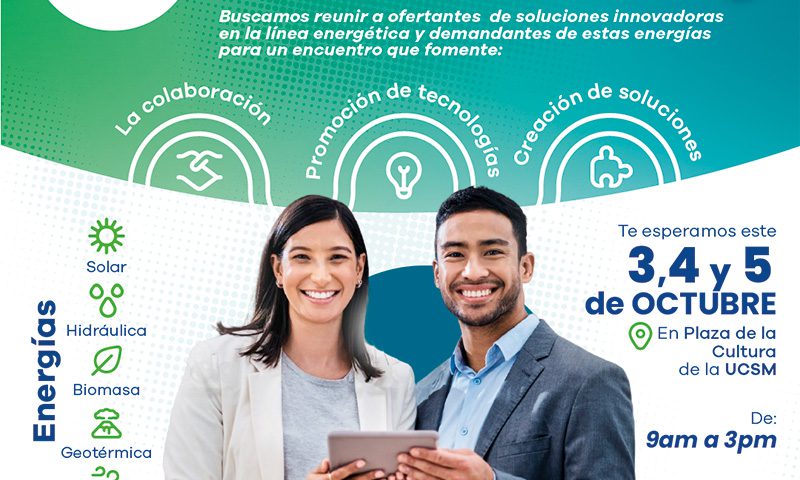 Buscamos reunir a ofertantes de soluciones innovadoras
en la línea energética y demandantes de estas energías
para un encuentro que fomente:
La colaboración
Promoción de tecnologías
Creación de soluciones
Te esperamos este
3,4 y 5
de OCTUBRE
En Plaza de la
Cultura
de la UCSM
De:
9am a 3pm
Energías
Solar
Hidráulica
Biomasa
Geotérmica